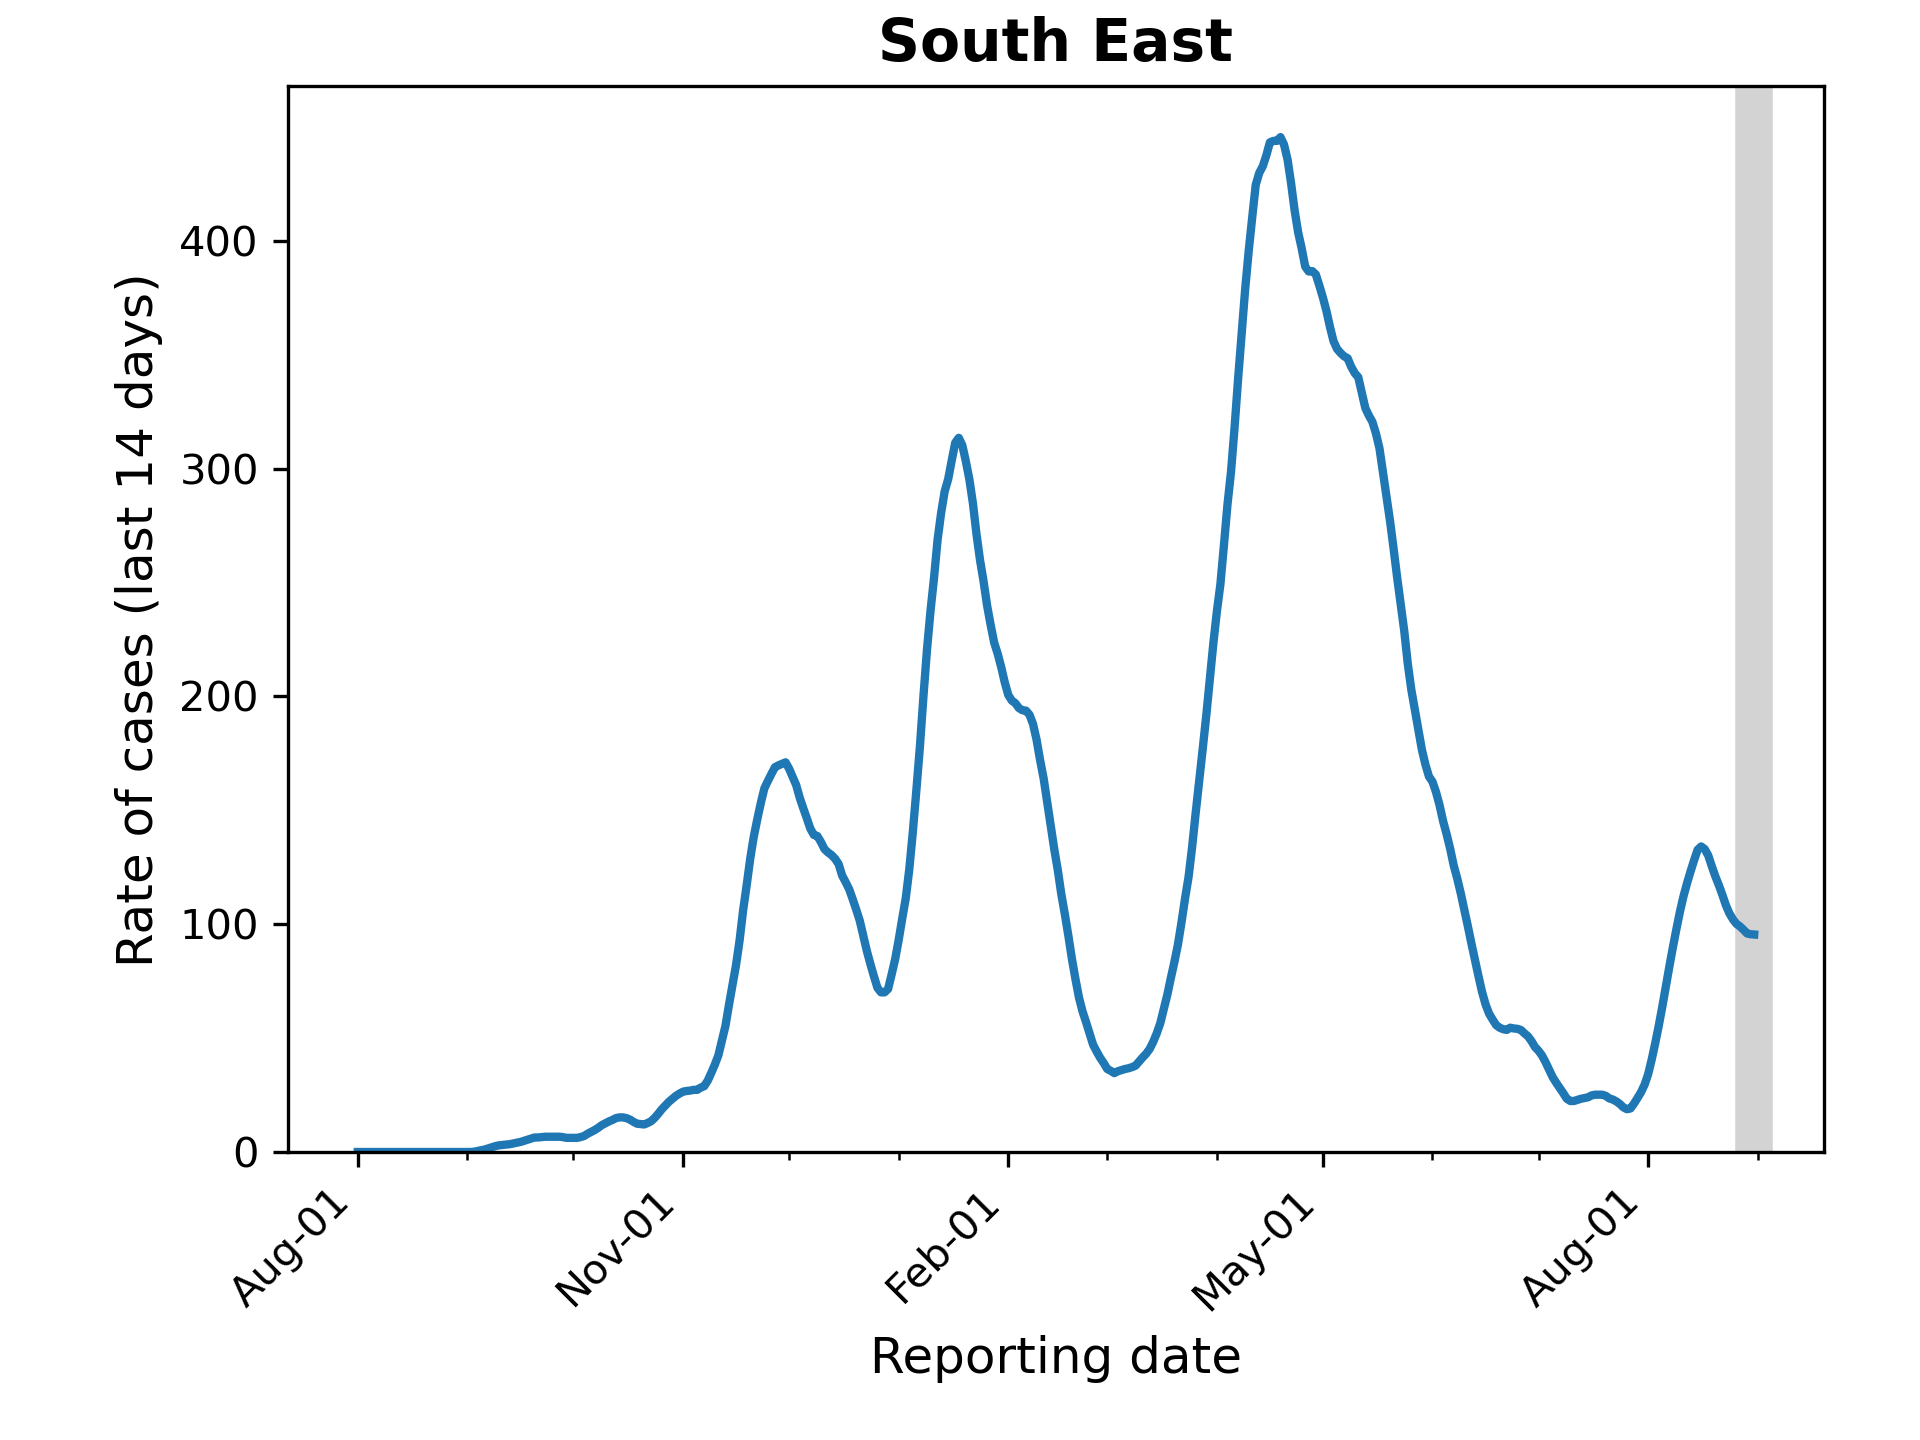 South East
Rate of cases (last 14 days)
400
300
200
100
0
Aug-01
Nov-01
Feb-01
May-01
Aug-01
Reporting date